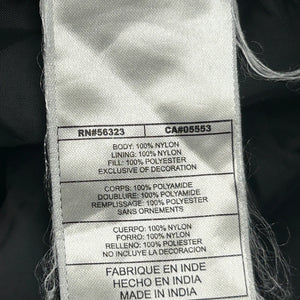 RN#56323 CA#05553
BODY: 100% NYLON
LINING: 100% NYLON
FILL: 100% POLYESTER
EXCLUSIVE OF DECORATION
CORPS: 100% POLYAMIDE
DOUBLURE: 100% POLYAMIDE
REMPLISSAGE: 100% POLYESTER
SANS ORNEMENTS
CUERPO: 100% NYLON
FORRO: 100% NYLON
RELLENO: 100% POLIESTER
NO INCLUYE LA DECORACION
FABRIQUE EN INDE
HECHO EN INDIA
MADE IN INDIA